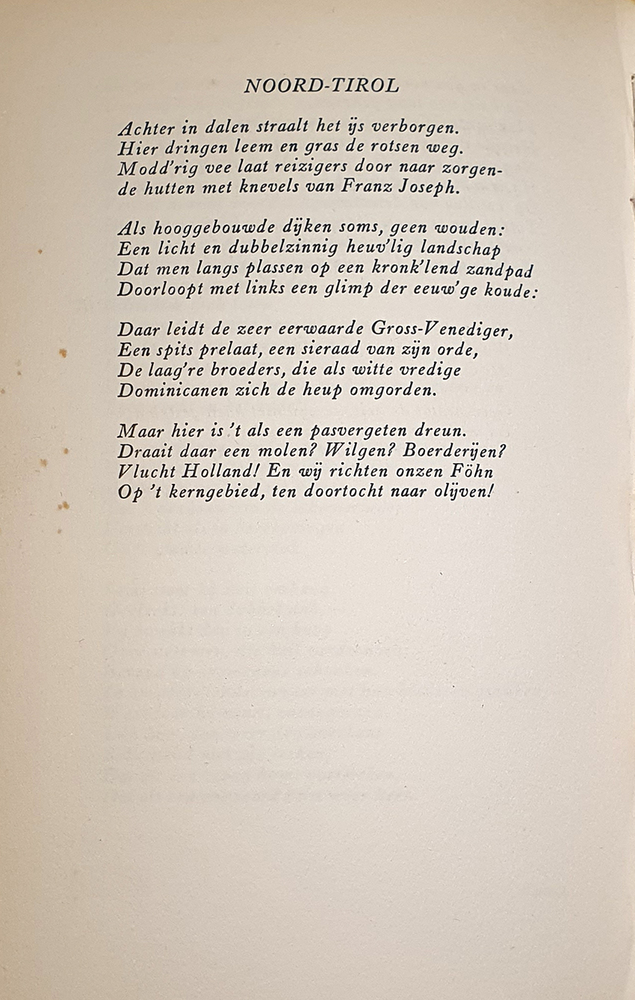 NOORD-TIROL
Achter in dalen straalt het ijs verborgen.
Hier dringen leem en gras de rotsen weg.
Modd'rig vee laat reizigers door naar zorgen-
de hutten met knevels van Franz Joseph.
Als hooggebouwde dijken soms, geen wouden:
Een licht en dubbelzinnig heuv'lig landschap
Dat men langs plassen op een kronk'lend zandpad
Doorloopt met links een glimp der eeuw'ge koude:
Daar leidt de zeer eerwaarde Gross-Venediger,
Een spits prelaat, een sieraad van zijn orde,
De laag're broeders, die als witte vredige
Dominicanen zich de heup omgorden.
Maar hier is 't als een pasvergeten dreun.
Draait daar een molen? Wilgen? Boerderijen?
Vlucht Holland! En wij richten onzen Föhn
Op 't kerngebied, ten doortocht naar olijven!